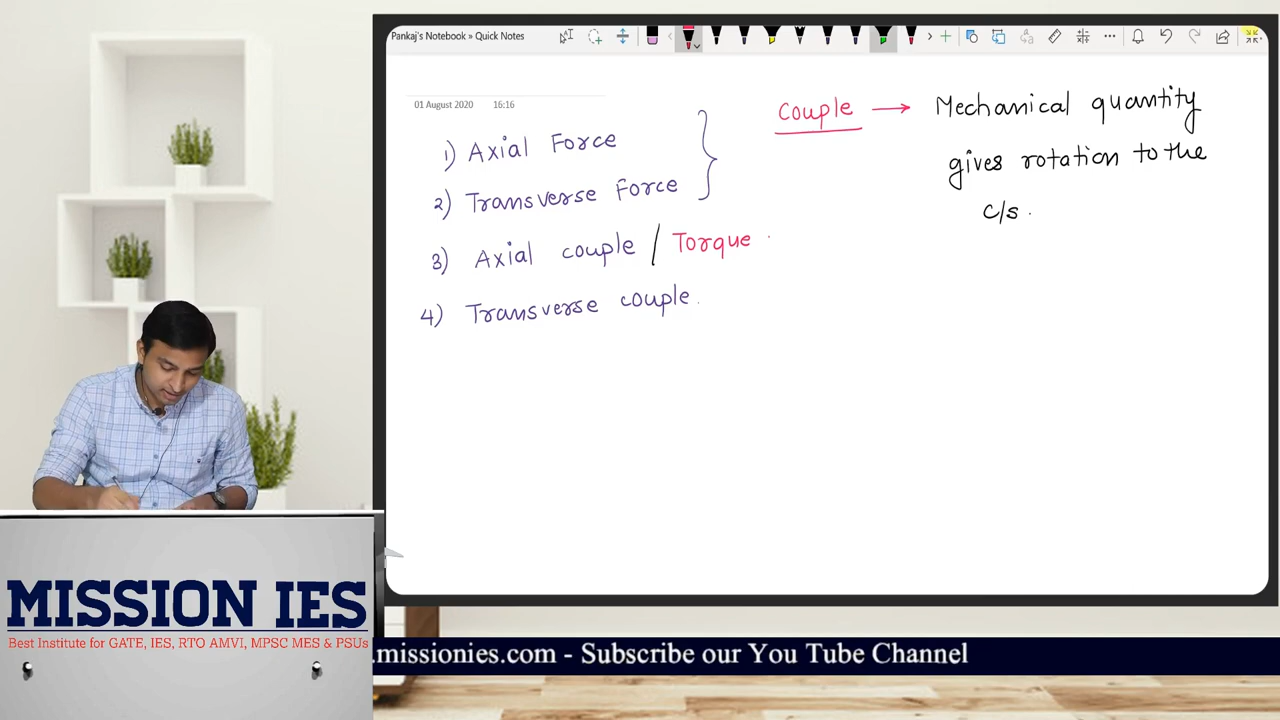 Pankaj's Notebook » Quick Notes
01 August 2020 16:16
1) Axial Force
2) Transverse Force
3) Axial couple / Torque
4) Transverse couple.
Couple → Mechanical quantity
gives rotation to the
c/s.
MISSION IES
Best Institute for GATE, IES, RTO AMVI, MPSC MES & PSUs
.missionies.com - Subscribe our You Tube Channel